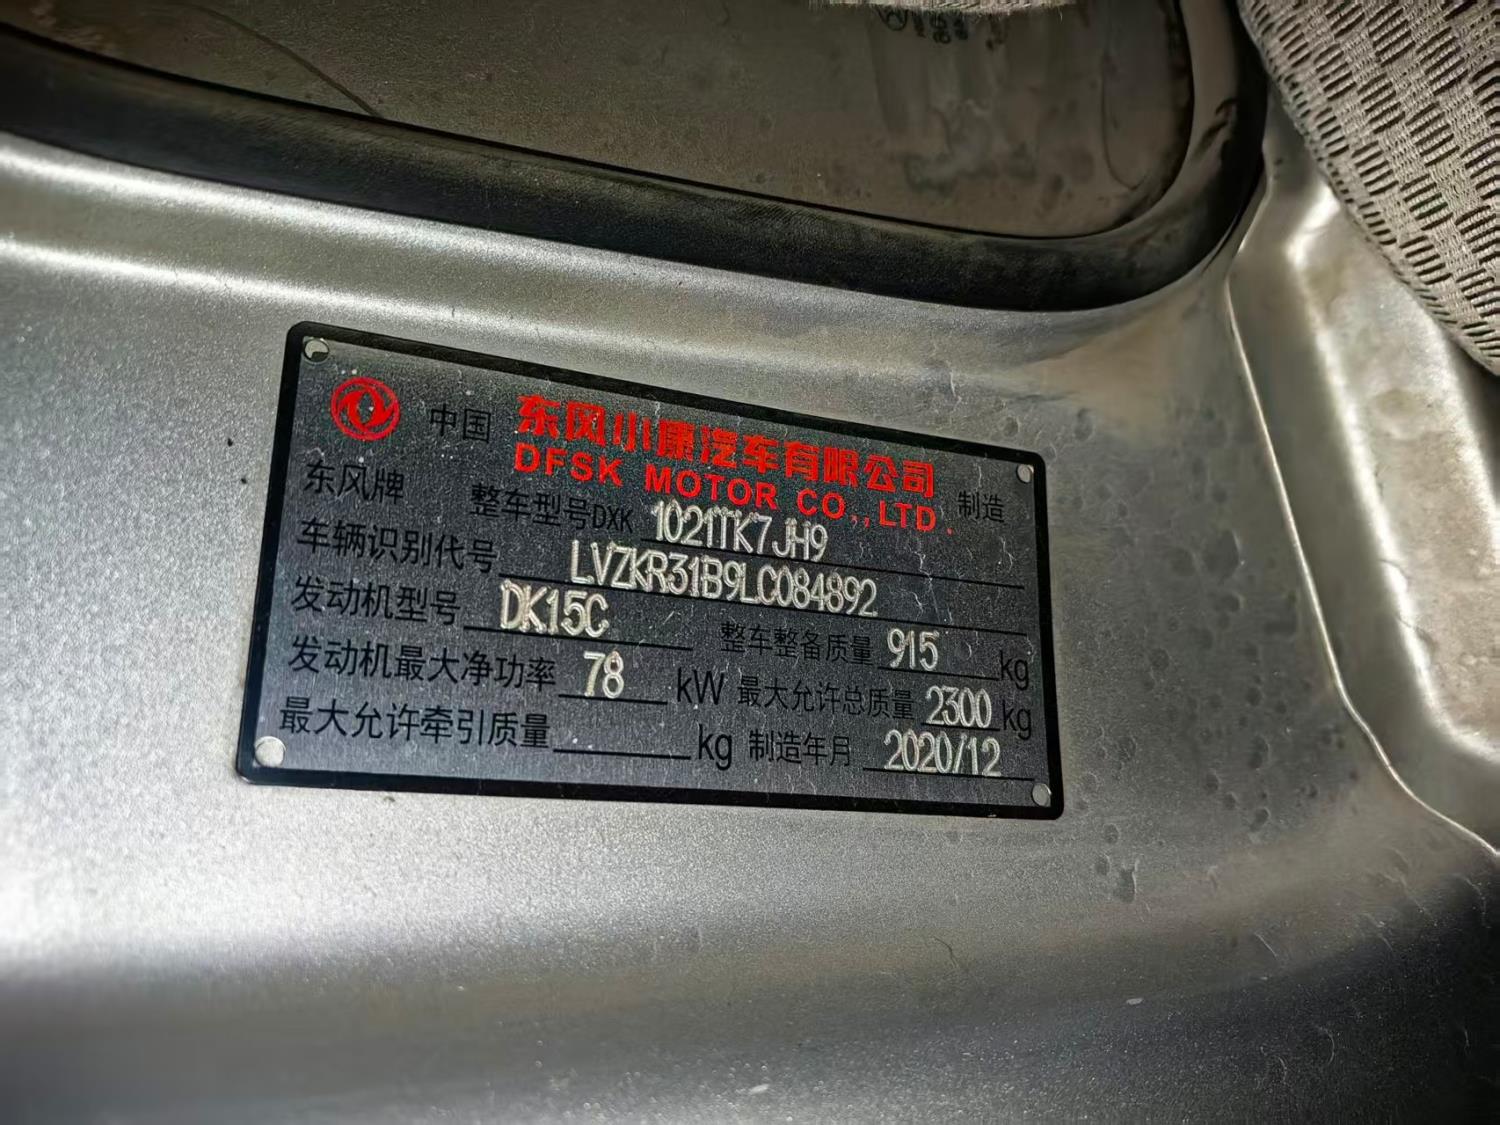 中国 东风小康汽车有限公司 制造
DFSK MOTOR CO.,LTD.
东风牌 整车型号DXK 1021TK7JH9
车辆识别代号 LVZKR31B9LC084892
发动机型号 DK15C 整车整备质量 915 kg
发动机最大净功率 78 kW 最大允许总质量 2300 kg
最大允许牵引质量 kg 制造年月 2020/12